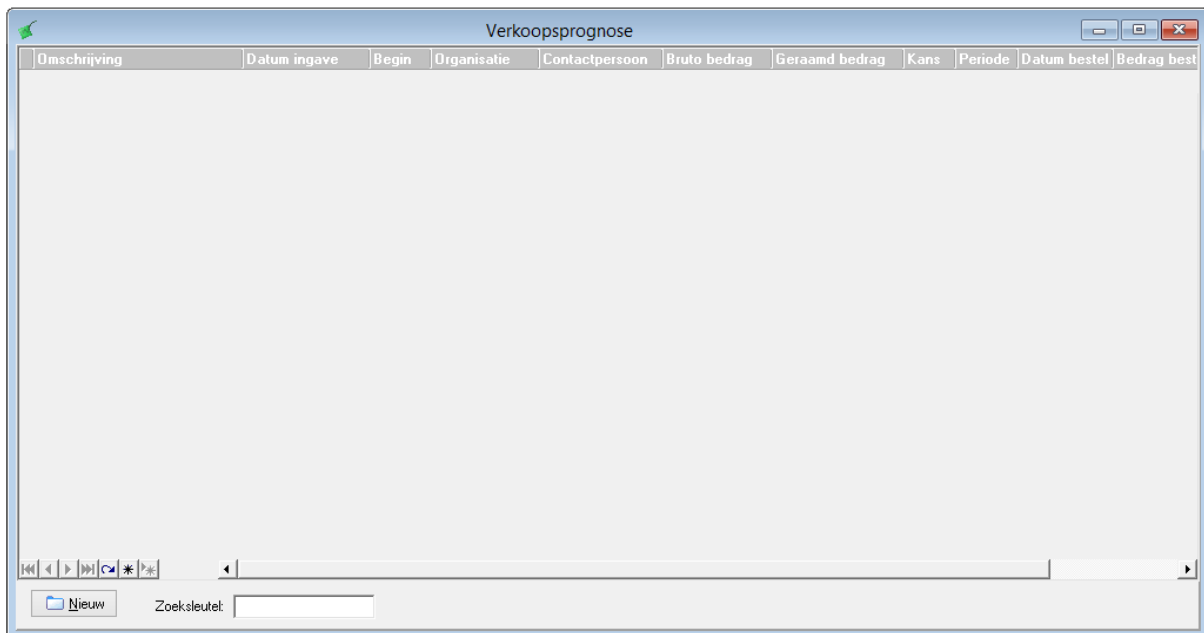 Verkoopsprognose
Omschrijving Datum ingave Begin Organisatie Contactpersoon Bruto bedrag Geraamd bedrag Kans Periode Datum bestel Bedrag best
Nieuw Zoeksleutel: